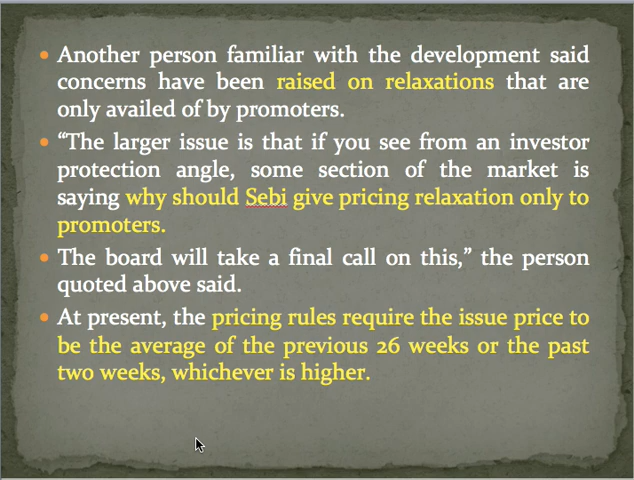 • Another person familiar with the development said
concerns have been raised on relaxations that are
only availed of by promoters.
• “The larger issue is that if you see from an investor
protection angle, some section of the market is
saying why should Sebi give pricing relaxation only to
promoters.
• The board will take a final call on this,” the person
quoted above said.
• At present, the pricing rules require the issue price to
be the average of the previous 26 weeks or the past
two weeks, whichever is higher.